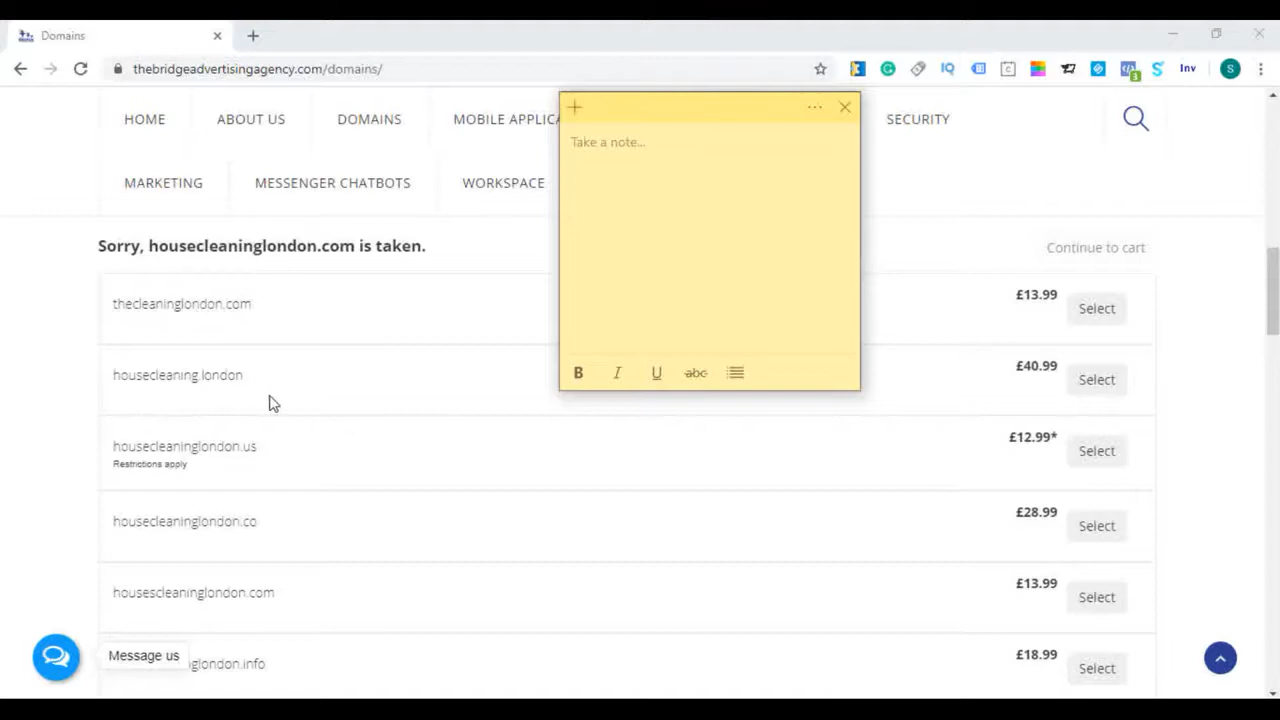 Domains
thebridgeadvertisingagency.com/domains/
Inv
S
3
HOME ABOUT US DOMAINS MOBILE APPLICA SECURITY
MARKETING MESSENGER CHATBOTS WORKSPACE
Take a note...
B I U abc
Sorry, housecleaninglondon.com is taken.
Continue to cart
thecleaninglondon.com £13.99 Select
housecleaning.london £40.99 Select
housecleaninglondon.us £12.99* Select
Restrictions apply
housecleaninglondon.co £28.99 Select
housescleaninglondon.com £13.99 Select
nglondon.info £18.99 Select
Message us